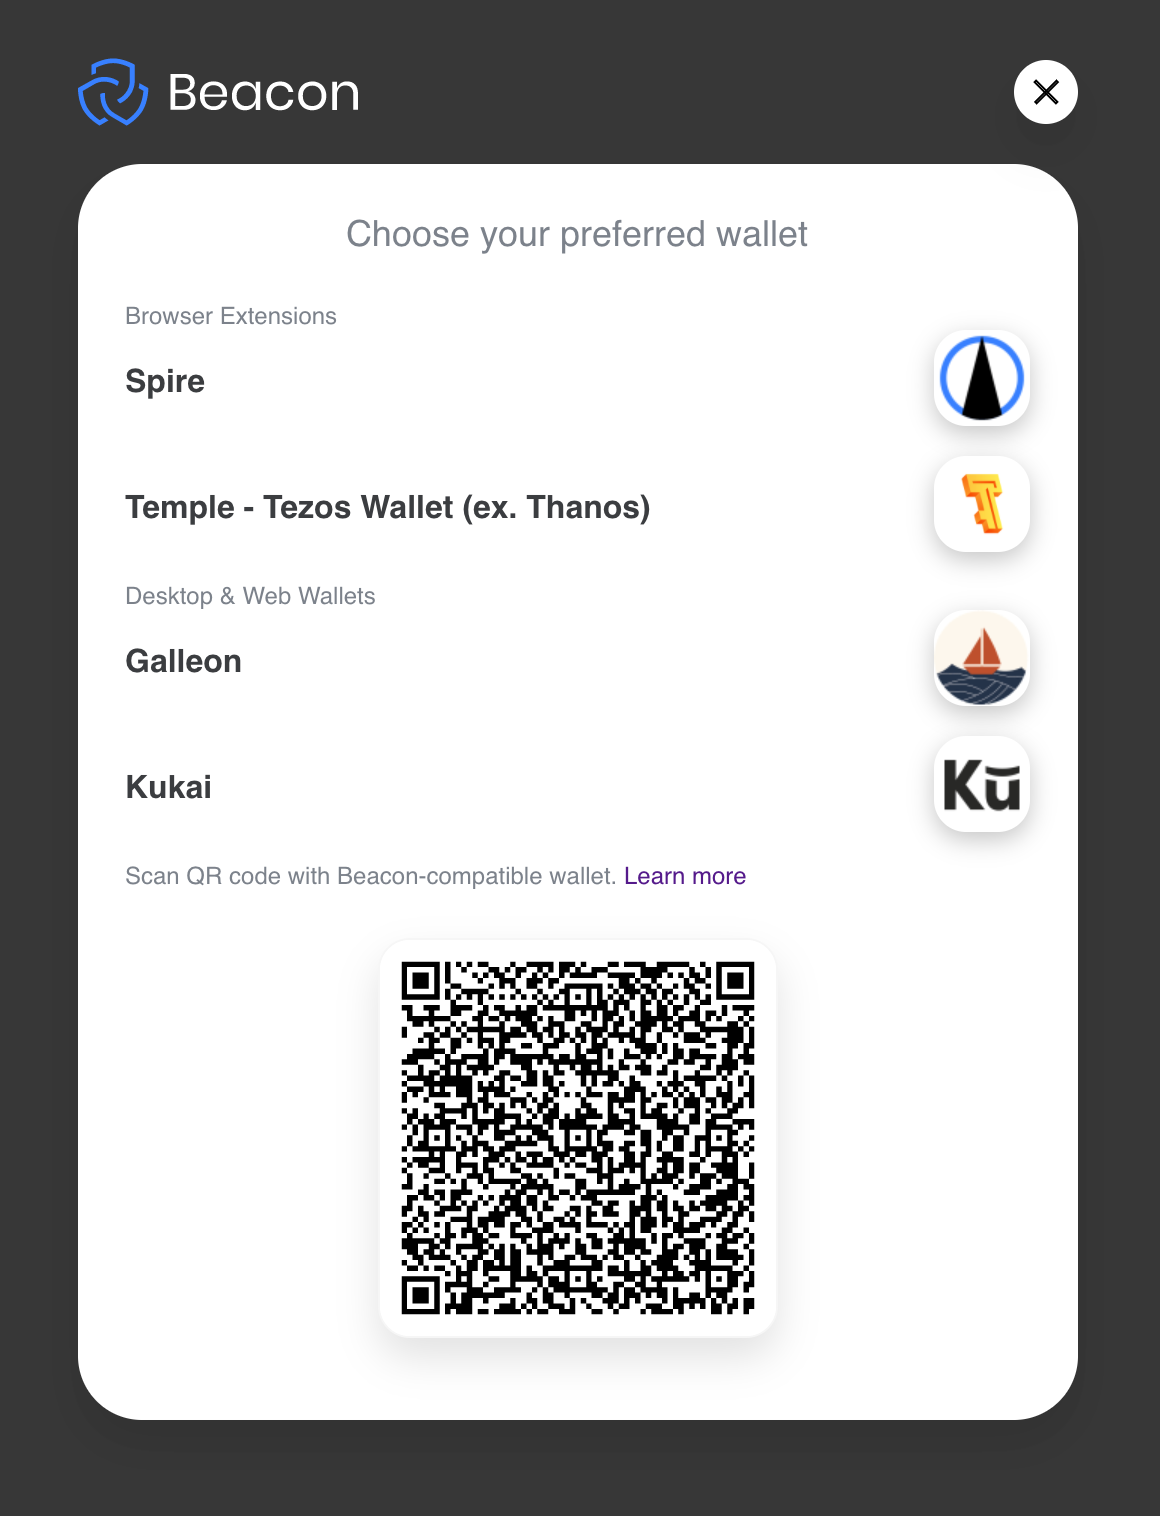 Beacon
Choose your preferred wallet
Browser Extensions
Spire
Temple - Tezos Wallet (ex. Thanos)
Desktop & Web Wallets
Galleon
Kukai
Kū
Scan QR code with Beacon-compatible wallet. Learn more